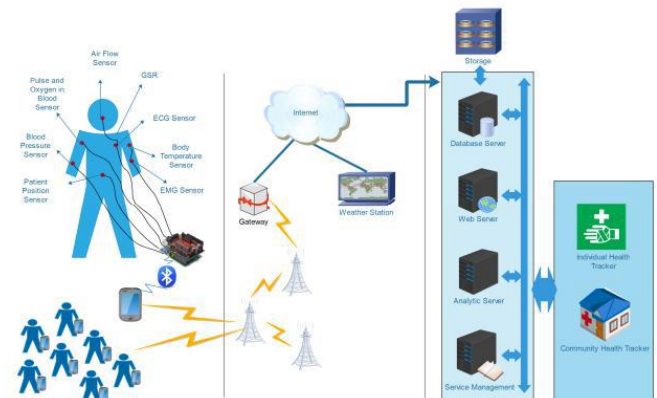 Air Flow
Sensor
GSR
Pulse and
Oxygen in
Blood
Sensor
ECG Sensor
Blood
Pressure
Sensor
Body
Temperature
Sensor
EMG Sensor
Patient
Position
Sensor
Internet
Gateway
Weather Station
Storage
Database Server
Web Server
Analytic Server
Service Management
Individual Health
Tracker
Community Health Tracker